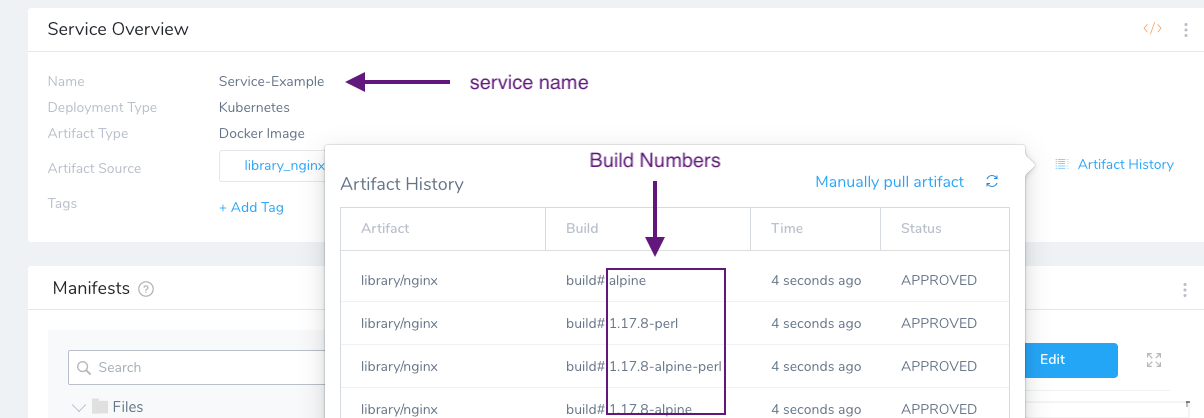 Service Overview
</>
Name Service-Example service name
Deployment Type Kubernetes
Artifact Type Docker Image
Artifact Source library_nginx Artifact History
Tags + Add Tag
Build Numbers
Artifact History Manually pull artifact
Artifact Build Time Status
library/nginx build#alpine 4 seconds ago APPROVED
library/nginx build#1.17.8-perl 4 seconds ago APPROVED
library/nginx build#1.17.8-alpine-perl 4 seconds ago APPROVED
library/nginx build#1.17.8-alpine 4 seconds ago APPROVED
Manifests ?
Search
Files
Edit